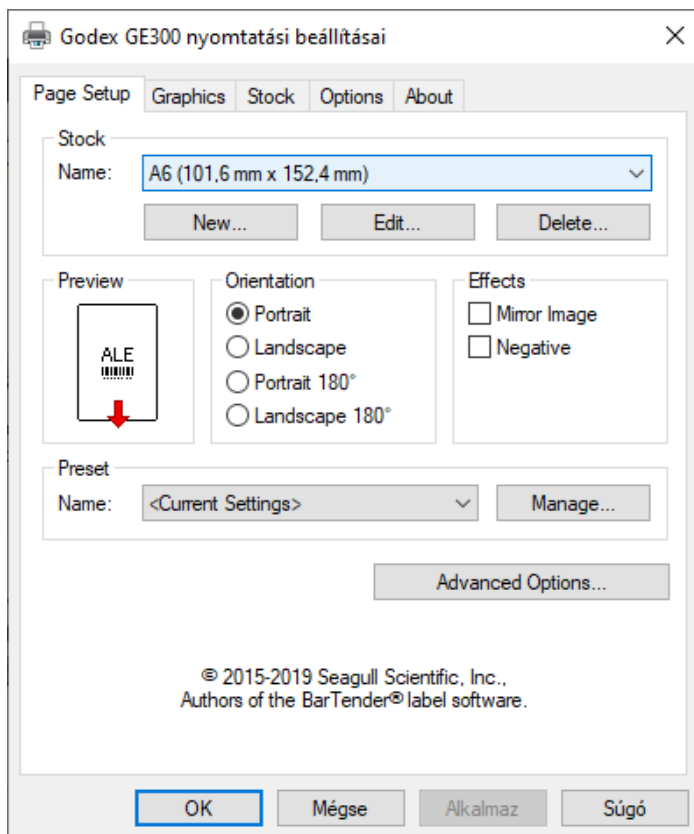 Godex GE300 nyomtatási beállításai
Page Setup Graphics Stock Options About
Stock
Name: A6 (101,6 mm x 152,4 mm)
New... Edit... Delete...
Preview Orientation Effects
ALE
Portrait
Landscape
Portrait 180°
Landscape 180°
Mirror Image
Negative
Preset
Name: <Current Settings> Manage...
Advanced Options...
© 2015-2019 Seagull Scientific, Inc.,
Authors of the BarTender® label software.
OK Mégse Alkalmaz Súgó